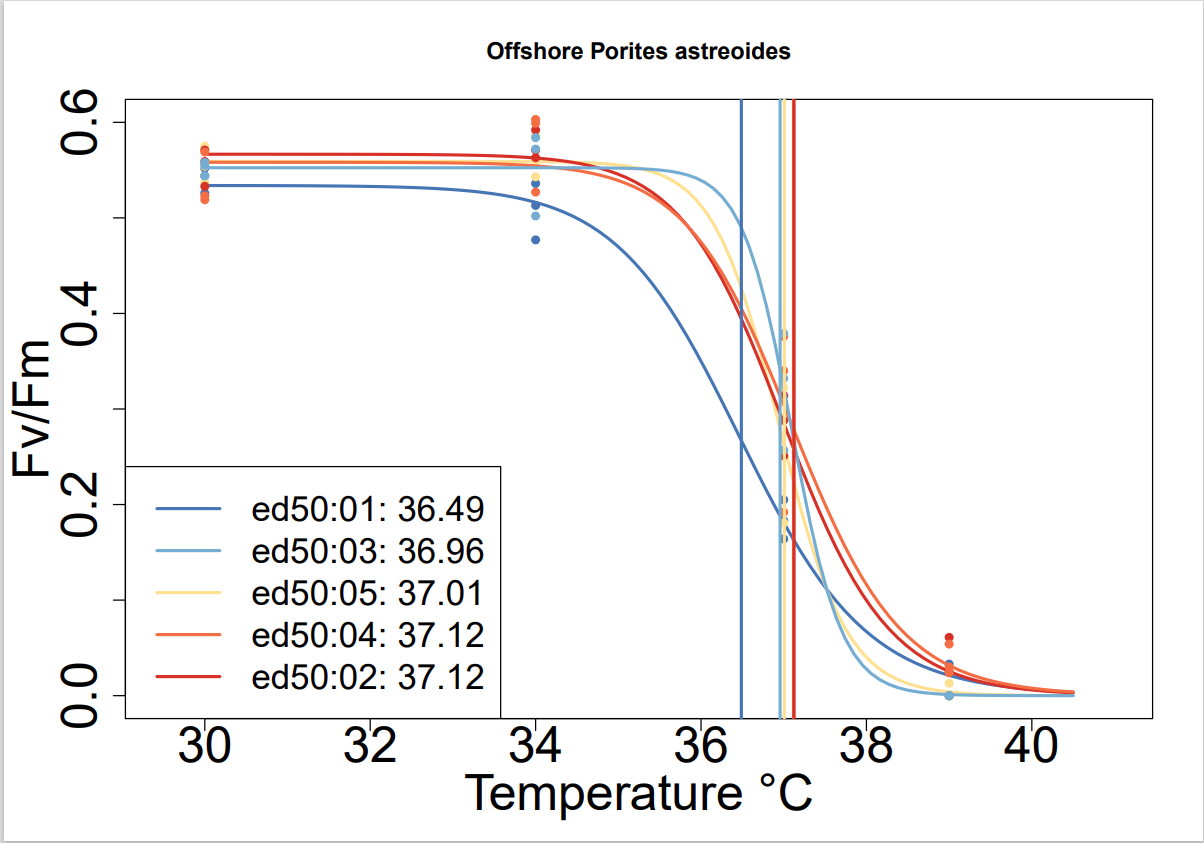 Offshore Porites astreoides
Fv/Fm
0.6
0.4
0.2
0.0
ed50:01: 36.49
ed50:03: 36.96
ed50:05: 37.01
ed50:04: 37.12
ed50:02: 37.12
30 32 34 36 38 40
Temperature °C